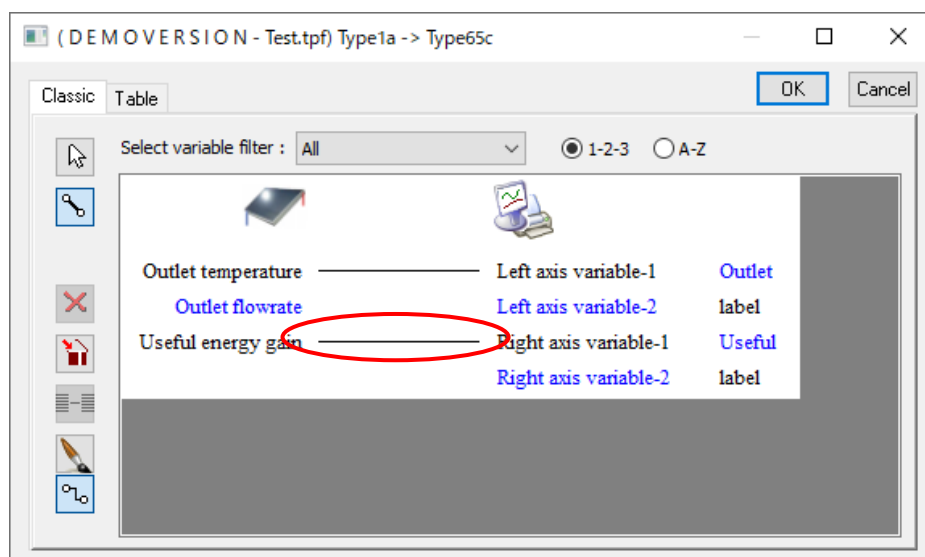 ( D E M O V E R S I O N - Test.tpf) Type1a -> Type65c
Classic Table OK Cancel
Select variable filter : All 1-2-3 A-Z
Outlet temperature Left axis variable-1 Outlet
Outlet flowrate Left axis variable-2 label
Useful energy gain Right axis variable-1 Useful
Right axis variable-2 label